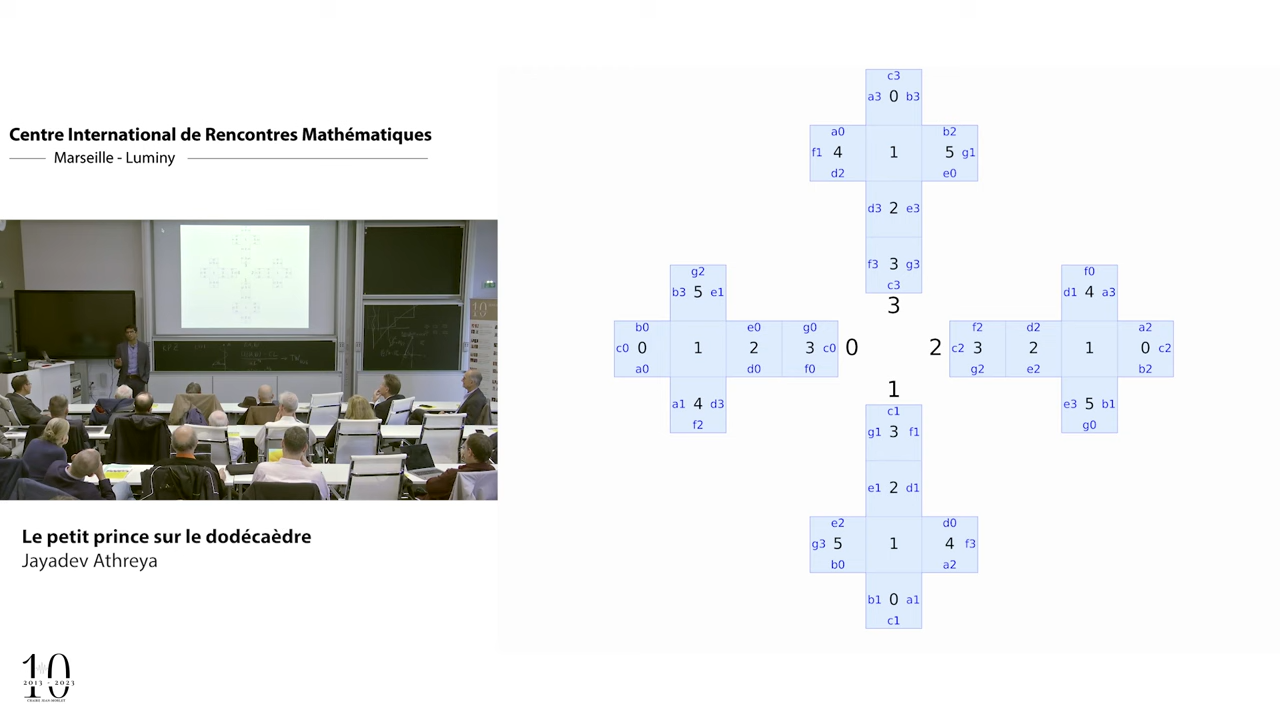 Centre International de Rencontres Mathématiques
Marseille - Luminy
Le petit prince sur le dodécaèdre
Jayadev Athreya
10
2013 - 2023
CHAIRE JEAN MORLET
c3
a3 0 b3
a0 b2
f1 4 1 5 g1
d2 e0
d3 2 e3
f3 3 g3
c3
3
g2
b3 5 e1
b0 e0 g0
c0 0 1 2 3 c0
a0 d0 f0
a1 4 d3
f2
0
2
f0
d1 4 a3
f2 d2 a2
c2 3 2 1 0 c2
g2 e2 b2
e3 5 b1
g0
1
c1
g1 3 f1
e1 2 d1
e2 d0
g3 5 1 4 f3
b0 a2
b1 0 a1
c1